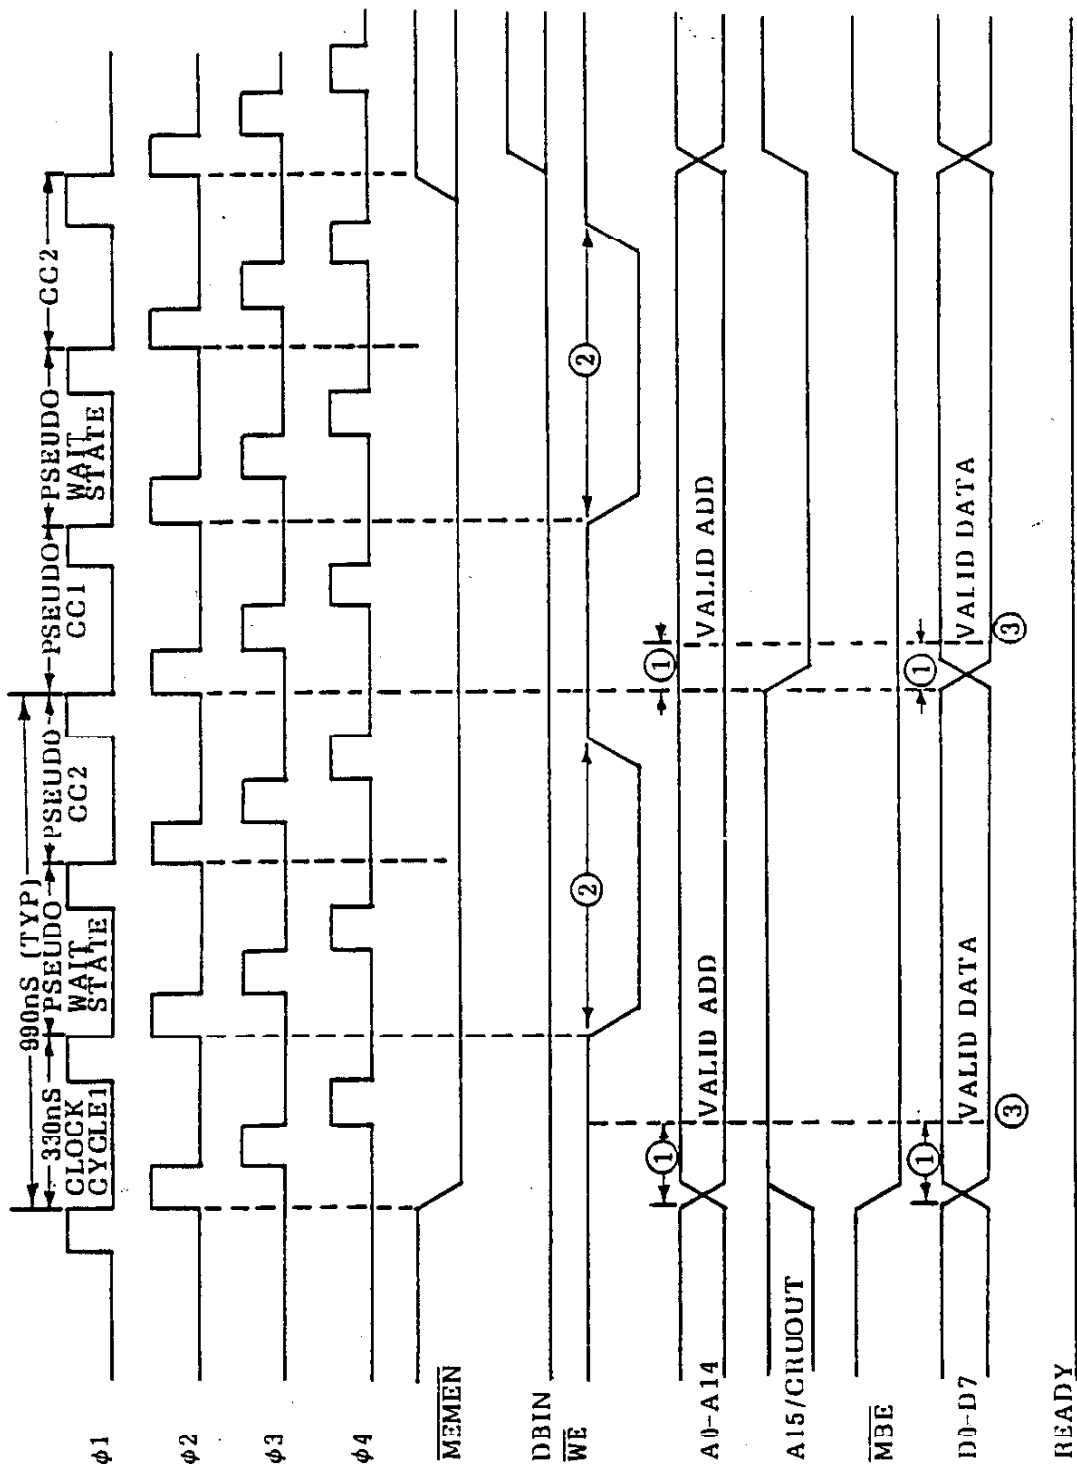 990nS (TYP)
330nS
PSEUDO
PSEUDO
PSEUDO
PSEUDO
CC2
CLOCK
CYCLE1
WAIT
STATE
CC2
CC1
WAIT
STATE
φ1
φ2
φ3
φ4
MEMEN
DBIN
WE
2
2
1
1
A0-A14
VALID ADD
VALID ADD
A15/CRUOUT
MBE
1
1
D0-D7
VALID DATA
VALID DATA
3
3
READY